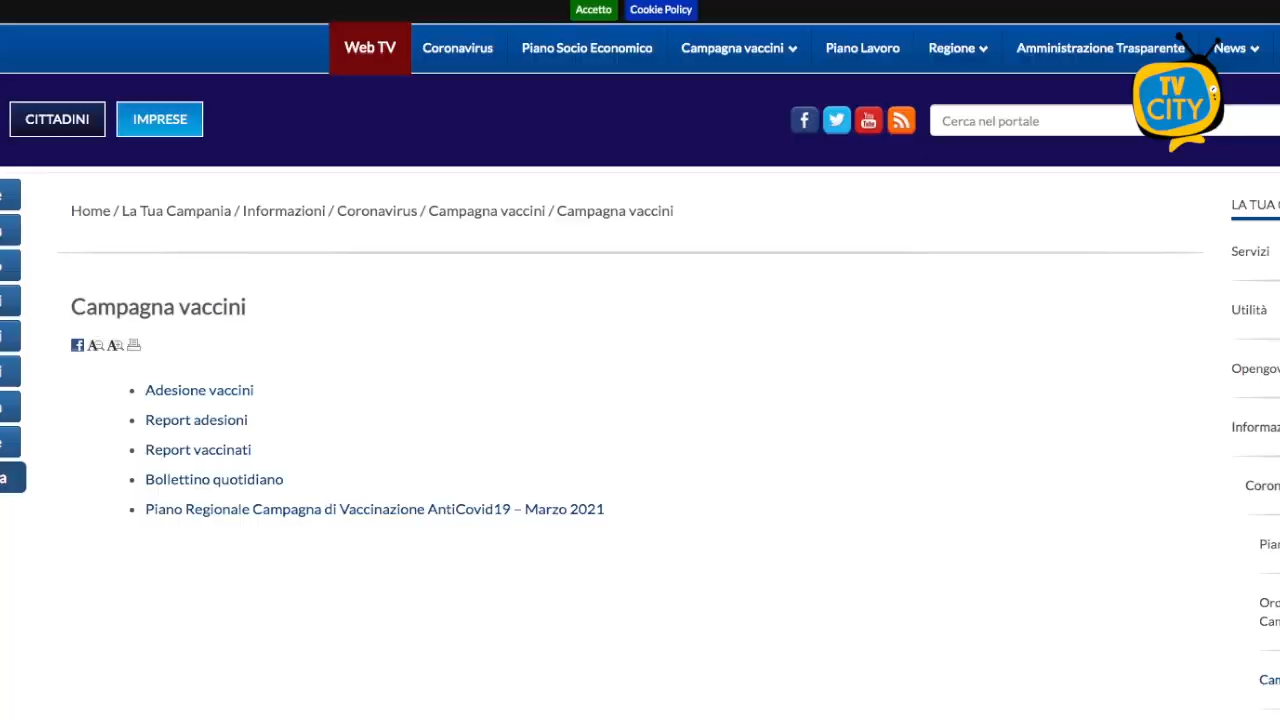 Accetto Cookie Policy
Web TV Coronavirus Piano Socio Economico Campagna vaccini Piano Lavoro Regione Amministrazione Trasparente News
CITTADINI IMPRESE Cerca nel portale
TV
CITY
Home / La Tua Campania / Informazioni / Coronavirus / Campagna vaccini / Campagna vaccini
LA TUA
Servizi
Campagna vaccini
Utilità
Adesione vaccini
Report adesioni
Report vaccinati
Bollettino quotidiano
Piano Regionale Campagna di Vaccinazione AntiCovid19 – Marzo 2021